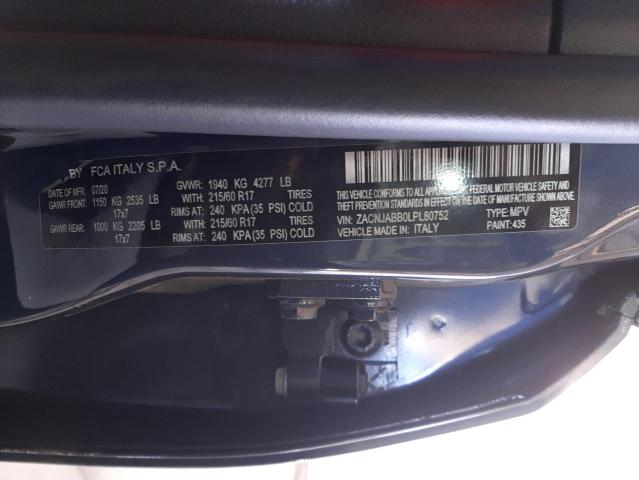 BY FCA ITALY S.P.A.
DATE OF MFR: 07/20 GVWR: 1940 KG 4277 LB
GAWR FRONT: 1150 KG 2535 LB WITH: 215/60 R17 TIRES
17x7 RIMS AT: 240 KPA(35 PSI) COLD
GAWR REAR: 1000 KG 2205 LB WITH: 215/60 R17 TIRES
17x7 RIMS AT: 240 KPA(35 PSI) COLD
THIS VEHICLE CONFORMS TO ALL APPLICABLE
U.S.A. FEDERAL MOTOR VEHICLE SAFETY
STANDARDS IN EFFECT ON THE DATE OF
MANUFACTURE SHOWN ABOVE.
VIN: ZACNJABB0LPL80752 TYPE: MPV
VEHICLE MADE IN: ITALY PAINT: 435